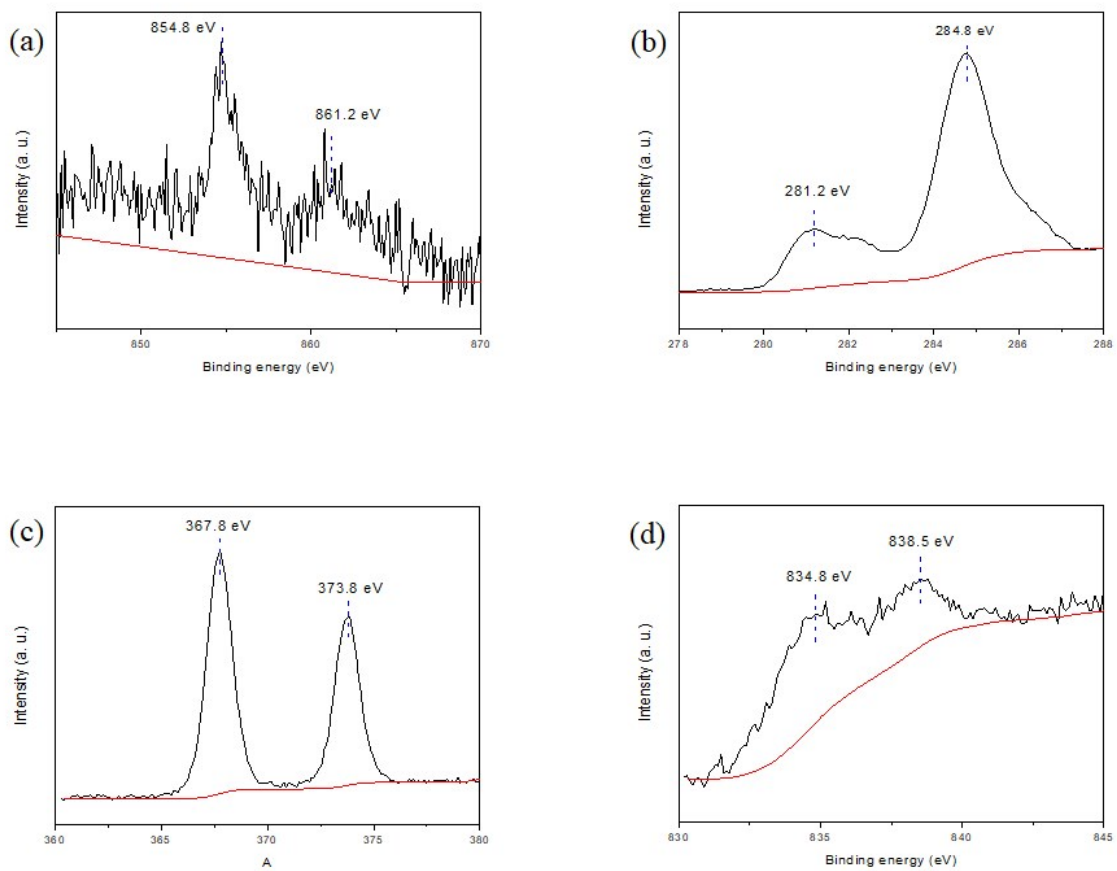 (a)
854.8 eV
861.2 eV
Intensity (a. u.)
850
860
870
Binding energy (eV)
(b)
284.8 eV
281.2 eV
Intensity (a. u.)
278
280
282
284
286
288
Binding energy (eV)
(c)
367.8 eV
373.8 eV
Intensity (a. u.)
360
365
370
375
380
A
(d)
838.5 eV
834.8 eV
Intensity (a. u.)
830
835
840
845
Binding energy (eV)